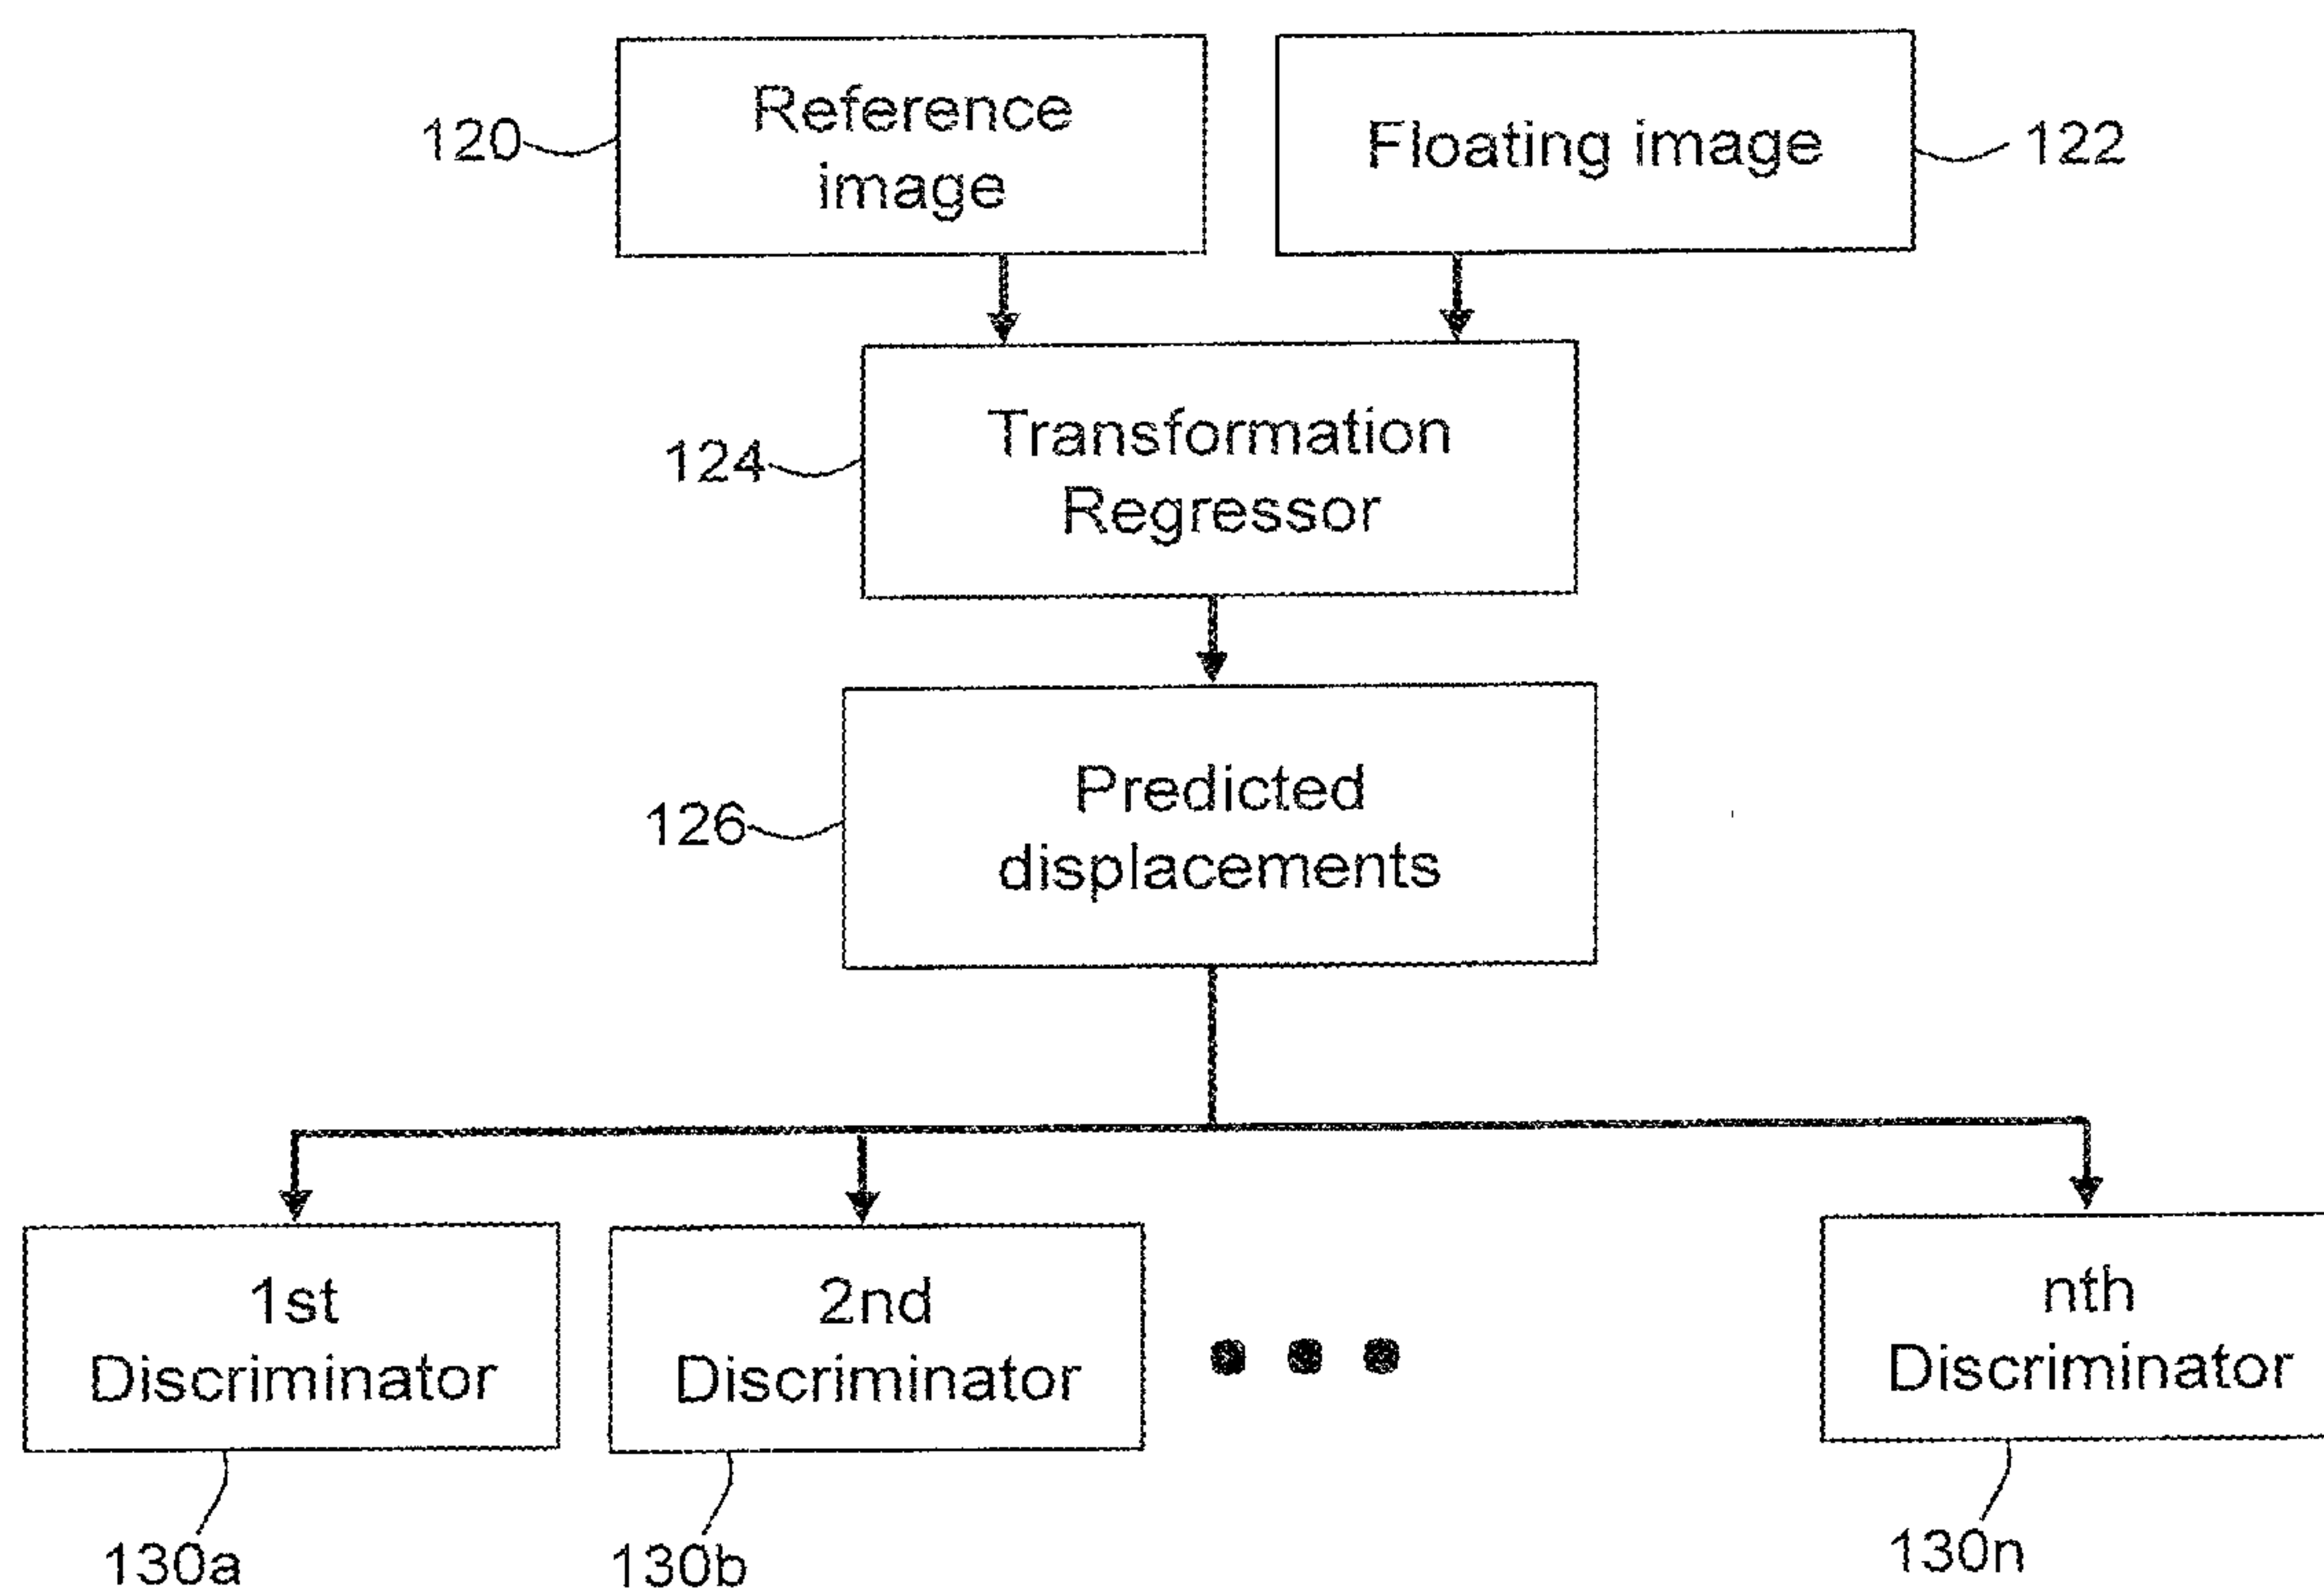 Reference
image
120
Floating image
122
Transformation
Regressor
124
Predicted
displacements
126
1st
Discriminator
2nd
Discriminator
nth
Discriminator
130a
130b
130n